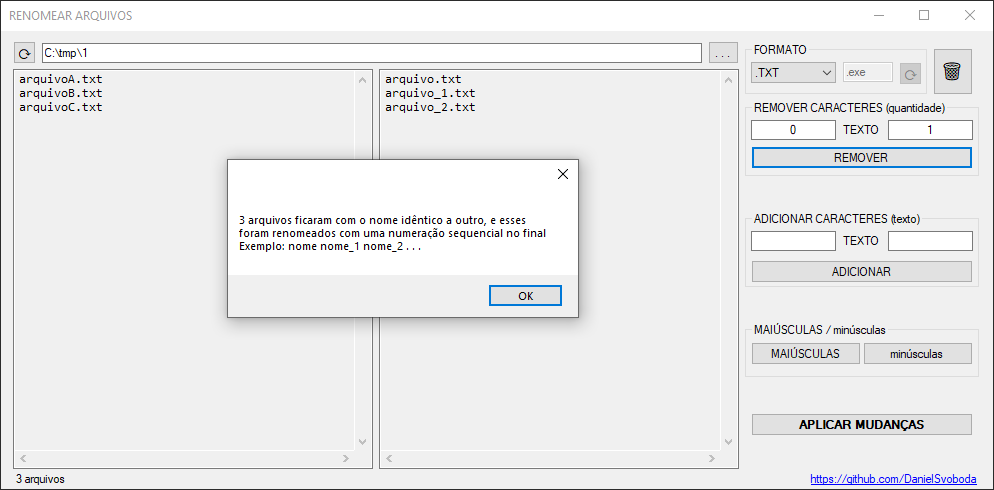 RENOMEAR ARQUIVOS
C:\tmp\1
...
arquivoA.txt
arquivoB.txt
arquivoC.txt
arquivo.txt
arquivo_1.txt
arquivo_2.txt
3 arquivos ficaram com o nome idêntico a outro, e esses
foram renomeados com uma numeração sequencial no final
Exemplo: nome nome_1 nome_2 . . .
OK
FORMATO
.TXT
.exe
REMOVER CARACTERES (quantidade)
0 TEXTO 1
REMOVER
ADICIONAR CARACTERES (texto)
TEXTO
ADICIONAR
MAIÚSCULAS / minúsculas
MAIÚSCULAS minúsculas
APLICAR MUDANÇAS
3 arquivos
https://github.com/DanielSvoboda